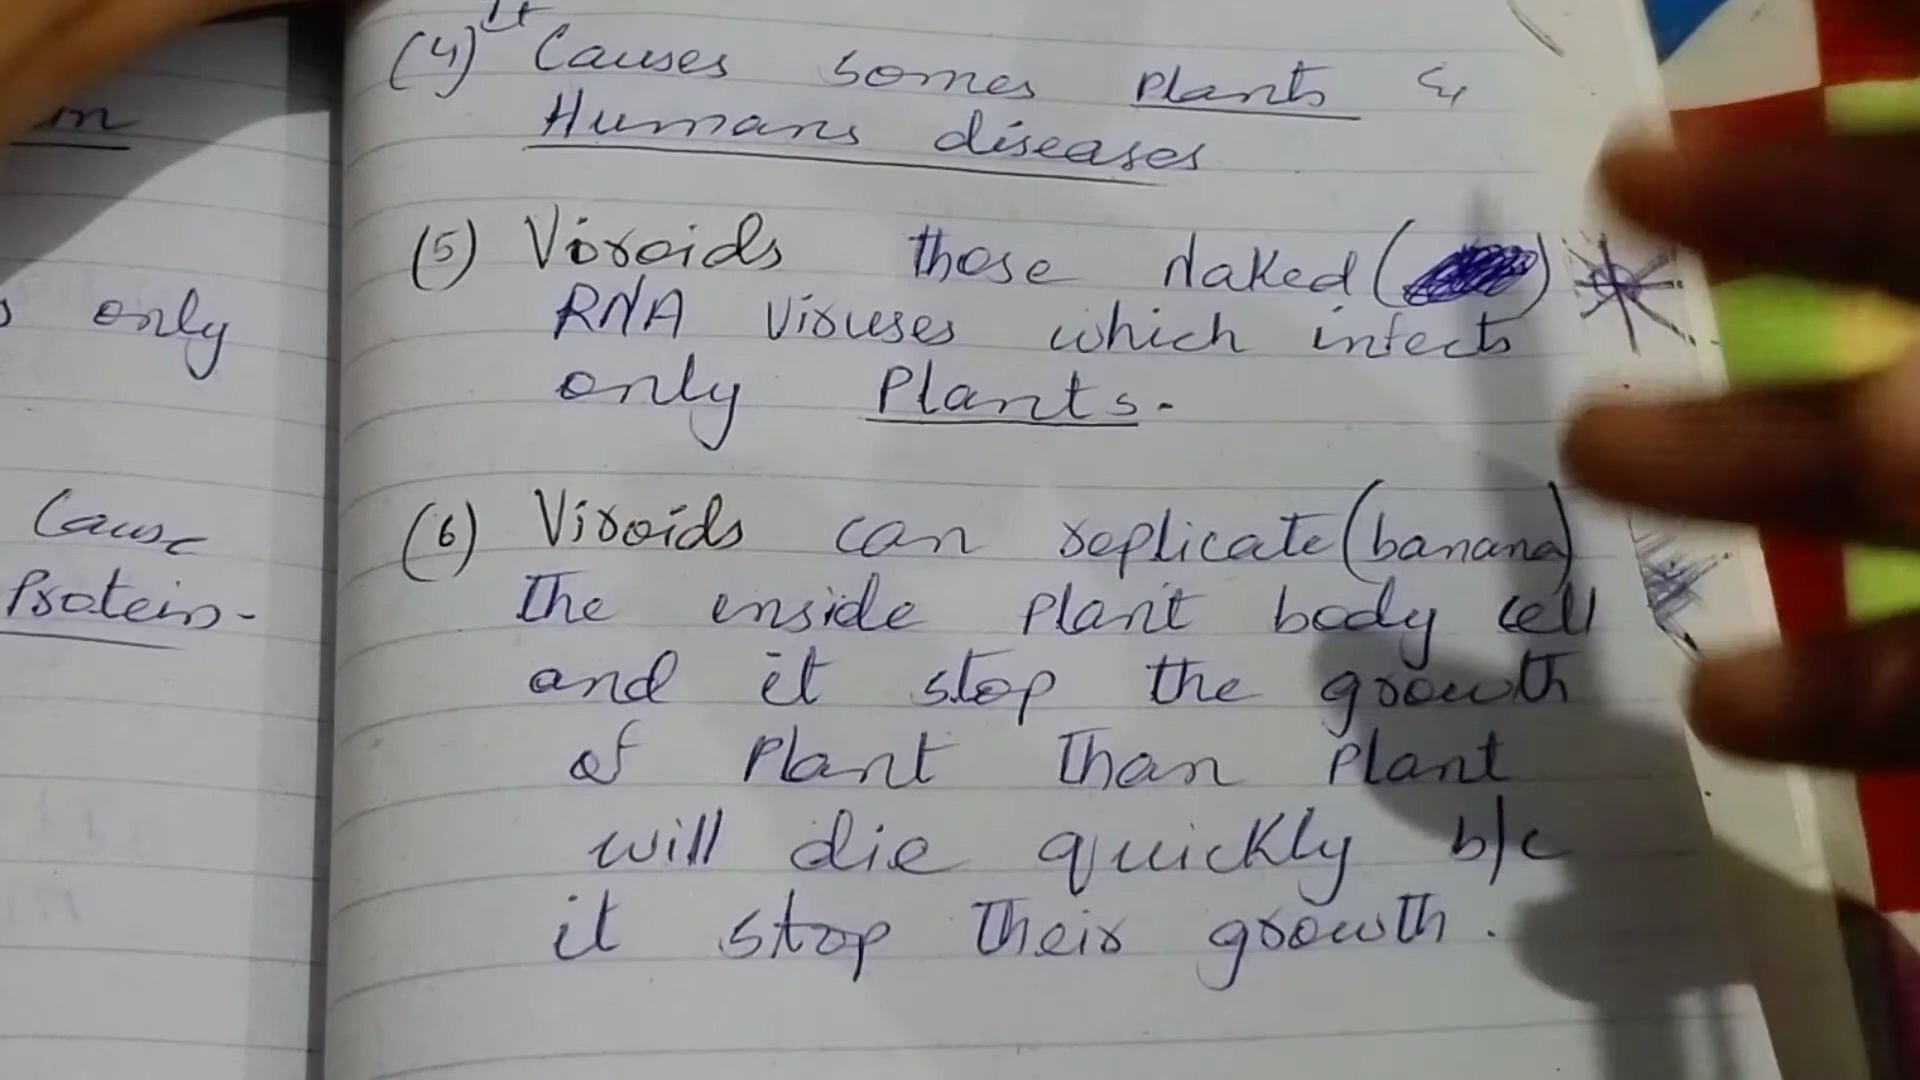 in
s only
Cause
Protein-
(4) It Causes somes Plants &
Humans diseases
(5) Viroids those Naked ( )
RNA Viruses which infects
only Plants.
(6) Viroids can replicate (banana)
The inside Plant body cell
and it stop the growth
of Plant Than Plant
will die quickly b/c
it stop Their growth.